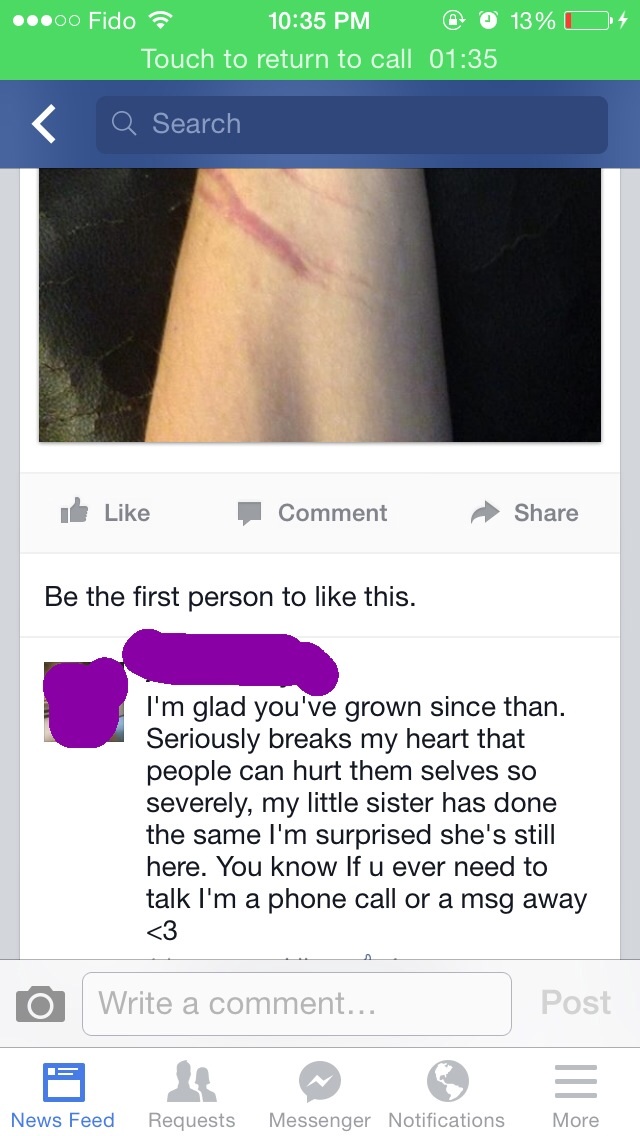 Fido 10:35 PM 13%
Touch to return to call 01:35
Search
Like Comment Share
Be the first person to like this.
I'm glad you've grown since than.
Seriously breaks my heart that
people can hurt them selves so
severely, my little sister has done
the same I'm surprised she's still
here. You know If u ever need to
talk I'm a phone call or a msg away
<3
Write a comment... Post
News Feed Requests Messenger Notifications More